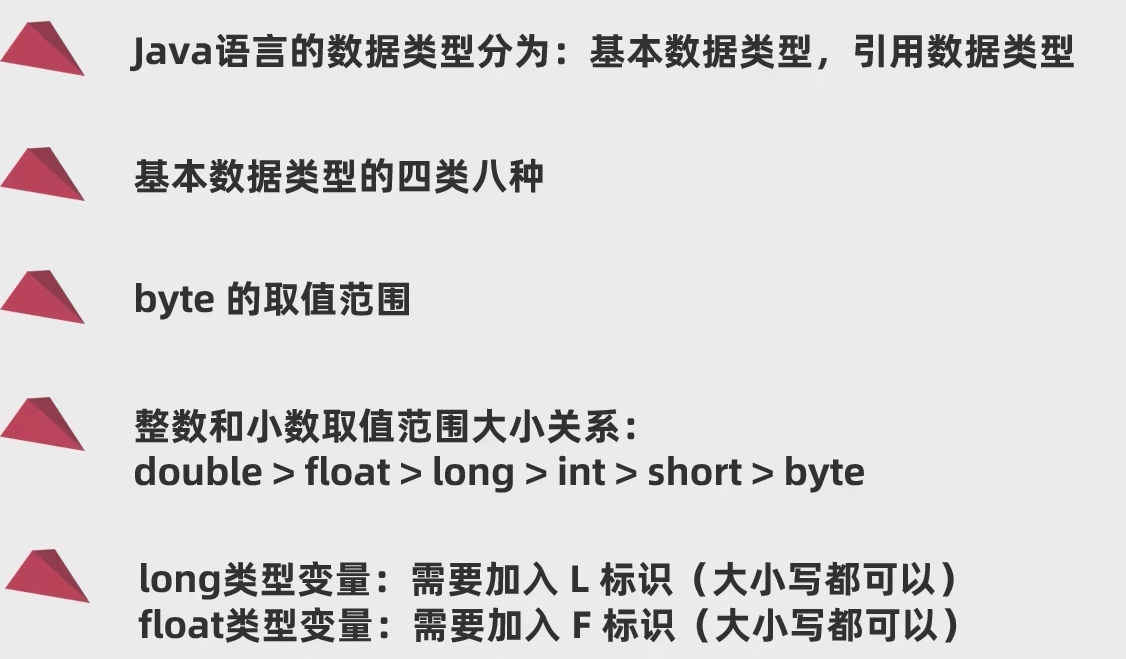 Java语言的数据类型分为：基本数据类型，引用数据类型
基本数据类型的四类八种
byte 的取值范围
整数和小数取值范围大小关系：
double > float > long > int > short > byte
long类型变量：需要加入 L 标识（大小写都可以）
float类型变量：需要加入 F 标识（大小写都可以）